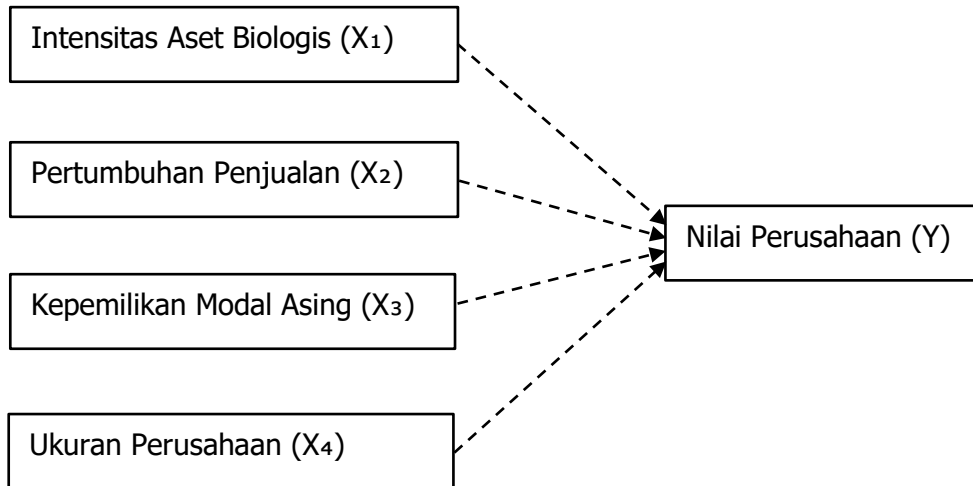 Intensitas Aset Biologis (X₁)
Pertumbuhan Penjualan (X₂)
Nilai Perusahaan (Y)
Kepemilikan Modal Asing (X₃)
Ukuran Perusahaan (X₄)